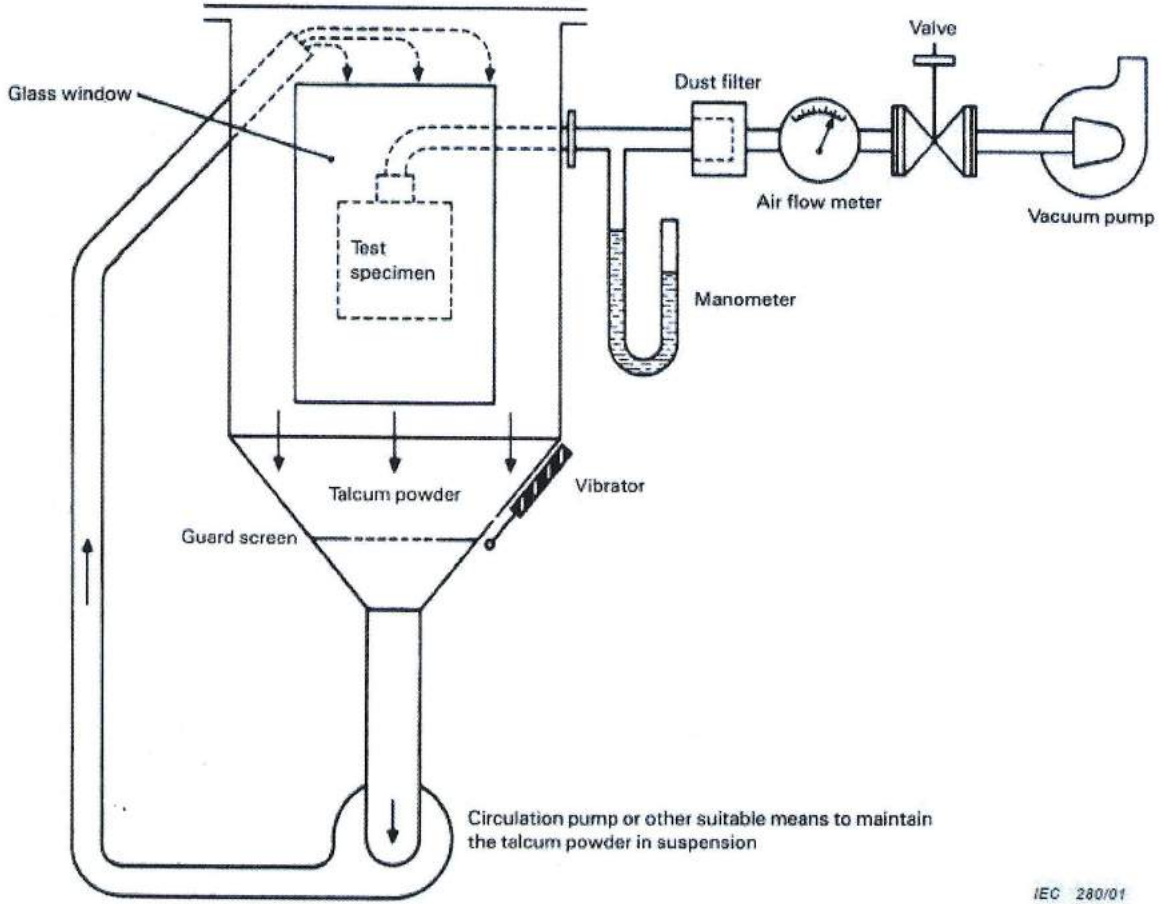 Valve
Dust filter
Glass window
Air flow meter
Vacuum pump
Test
specimen
Manometer
Talcum powder
Vibrator
Guard screen
Circulation pump or other suitable means to maintain
the talcum powder in suspension
IEC 280/01